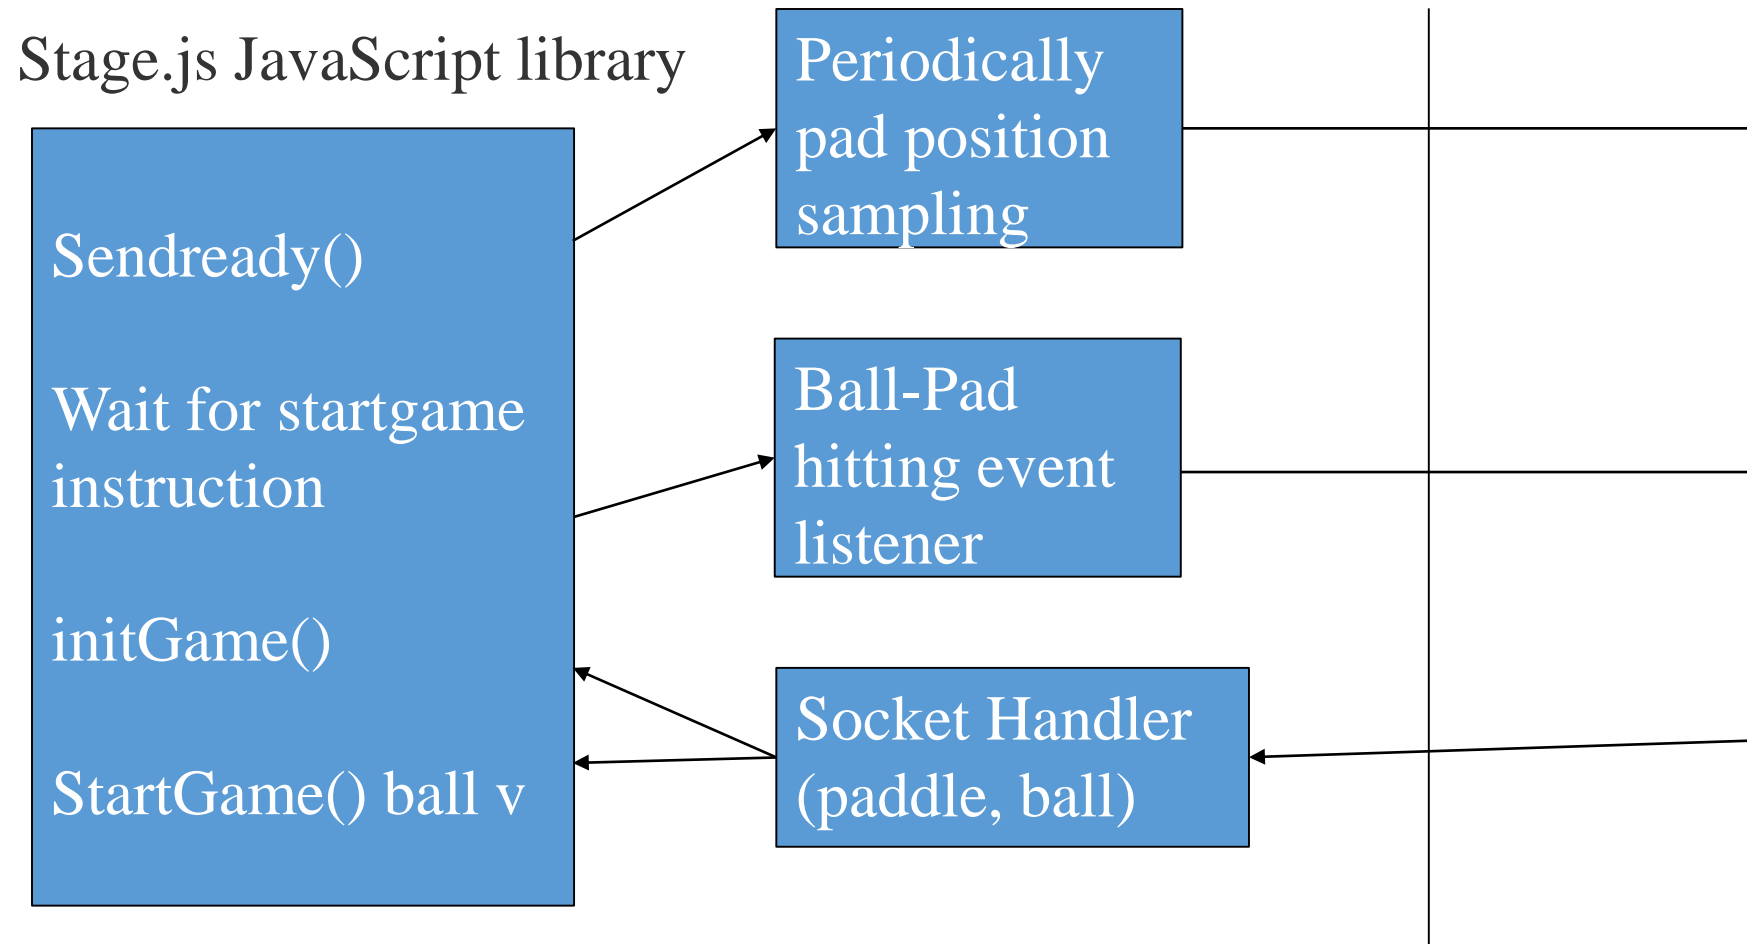 Stage.js JavaScript library
Sendready()
Wait for startgame
instruction
initGame()
StartGame() ball v
Periodically
pad position
sampling
Ball-Pad
hitting event
listener
Socket Handler
(paddle, ball)